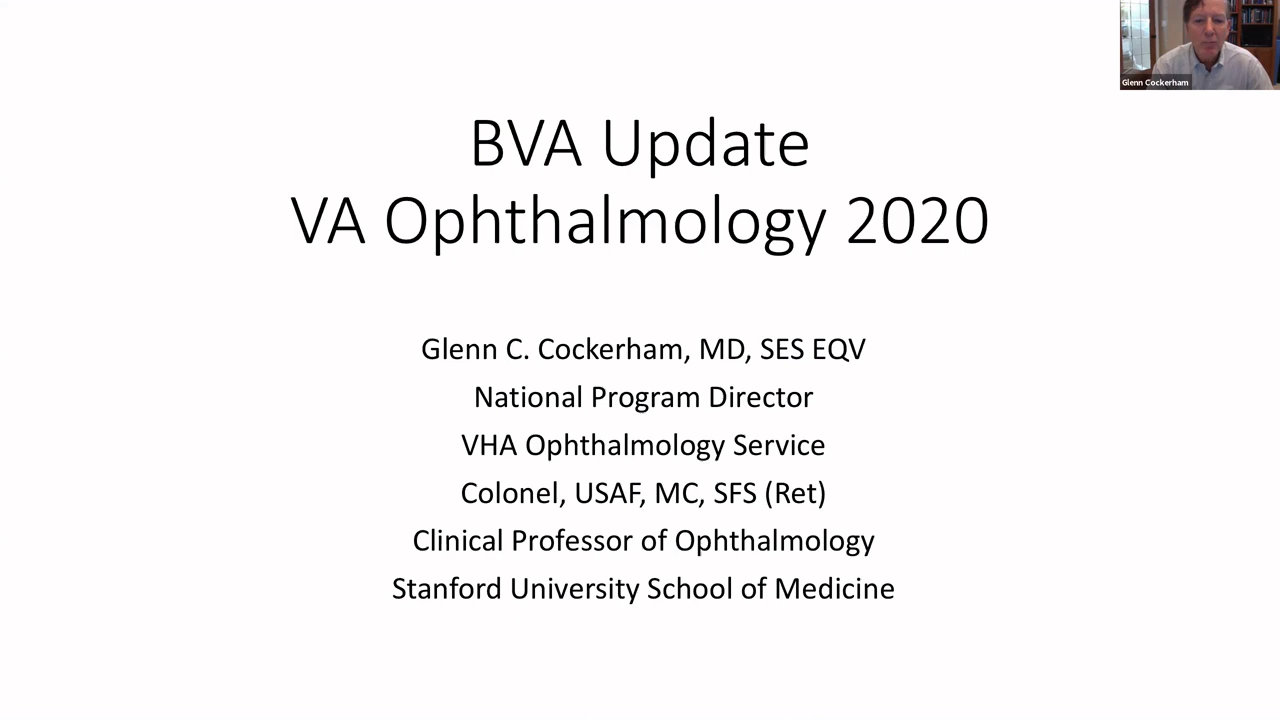 Glenn Cockerham
BVA Update
VA Ophthalmology 2020
Glenn C. Cockerham, MD, SES EQV
National Program Director
VHA Ophthalmology Service
Colonel, USAF, MC, SFS (Ret)
Clinical Professor of Ophthalmology
Stanford University School of Medicine